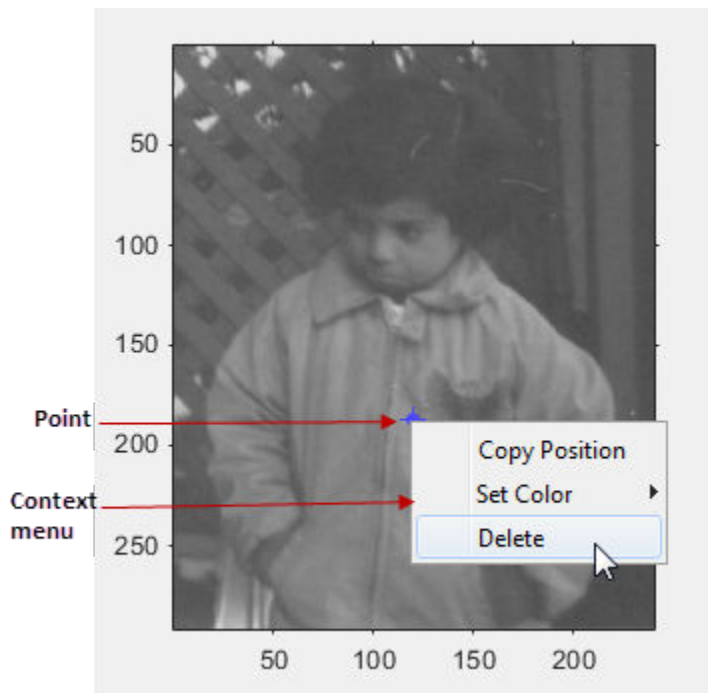 50
100
150
Point
200
Context
menu
250
Copy Position
Set Color
Delete
50 100 150 200